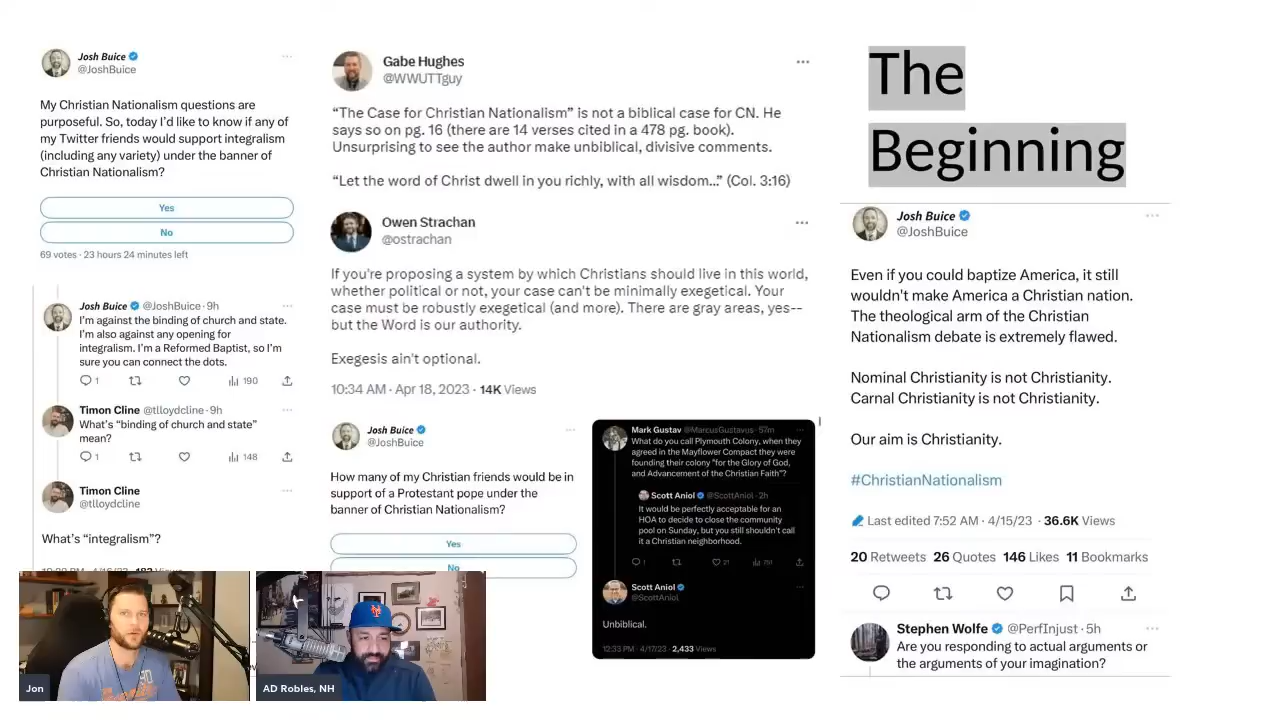 Josh Buice
@JoshBuice
My Christian Nationalism questions are
purposeful. So, today I'd like to know if any of
my Twitter friends would support integralism
(including any variety) under the banner of
Christian Nationalism?
Yes
No
69 votes · 23 hours 24 minutes left
Josh Buice @JoshBuice · 9h
I'm against the binding of church and state.
I'm also against any opening for
integralism. I'm a Reformed Baptist, so I'm
sure you can connect the dots.
1 190
Timon Cline @tlloydcline · 9h
What's “binding of church and state”
mean?
1 148
Timon Cline
@tlloydcline
What's “integralism”?
Gabe Hughes
@WWUTTguy
“The Case for Christian Nationalism” is not a biblical case for CN. He
says so on pg. 16 (there are 14 verses cited in a 478 pg. book).
Unsurprising to see the author make unbiblical, divisive comments.
“Let the word of Christ dwell in you richly, with all wisdom...” (Col. 3:16)
Owen Strachan
@ostrachan
If you're proposing a system by which Christians should live in this world,
whether political or not, your case can't be minimally exegetical. Your
case must be robustly exegetical (and more). There are gray areas, yes--
but the Word is our authority.
Exegesis ain't optional.
10:34 AM · Apr 18, 2023 · 14K Views
Josh Buice
@JoshBuice
How many of my Christian friends would be in
support of a Protestant pope under the
banner of Christian Nationalism?
Yes
No
Mark Gustav @MarcusGustavus · 57m
What do you call Plymouth Colony, when they
agreed in the Mayflower Compact they were
founding their colony "for the Glory of God,
and Advancement of the Christian Faith"?
Scott Aniol @ScottAniol · 2h
It would be perfectly acceptable for an
HOA to decide to close the community
pool on Sunday, but you still shouldn't call
it a Christian neighborhood.
Scott Aniol
@ScottAniol
Unbiblical.
12:33 PM · 4/17/23 · 2,433 Views
The
Beginning
Josh Buice
@JoshBuice
Even if you could baptize America, it still
wouldn't make America a Christian nation.
The theological arm of the Christian
Nationalism debate is extremely flawed.
Nominal Christianity is not Christianity.
Carnal Christianity is not Christianity.
Our aim is Christianity.
#ChristianNationalism
Last edited 7:52 AM · 4/15/23 · 36.6K Views
20 Retweets 26 Quotes 146 Likes 11 Bookmarks
Stephen Wolfe @PerfInjust · 5h
Are you responding to actual arguments or
the arguments of your imagination?
Jon
AD Robles, NH